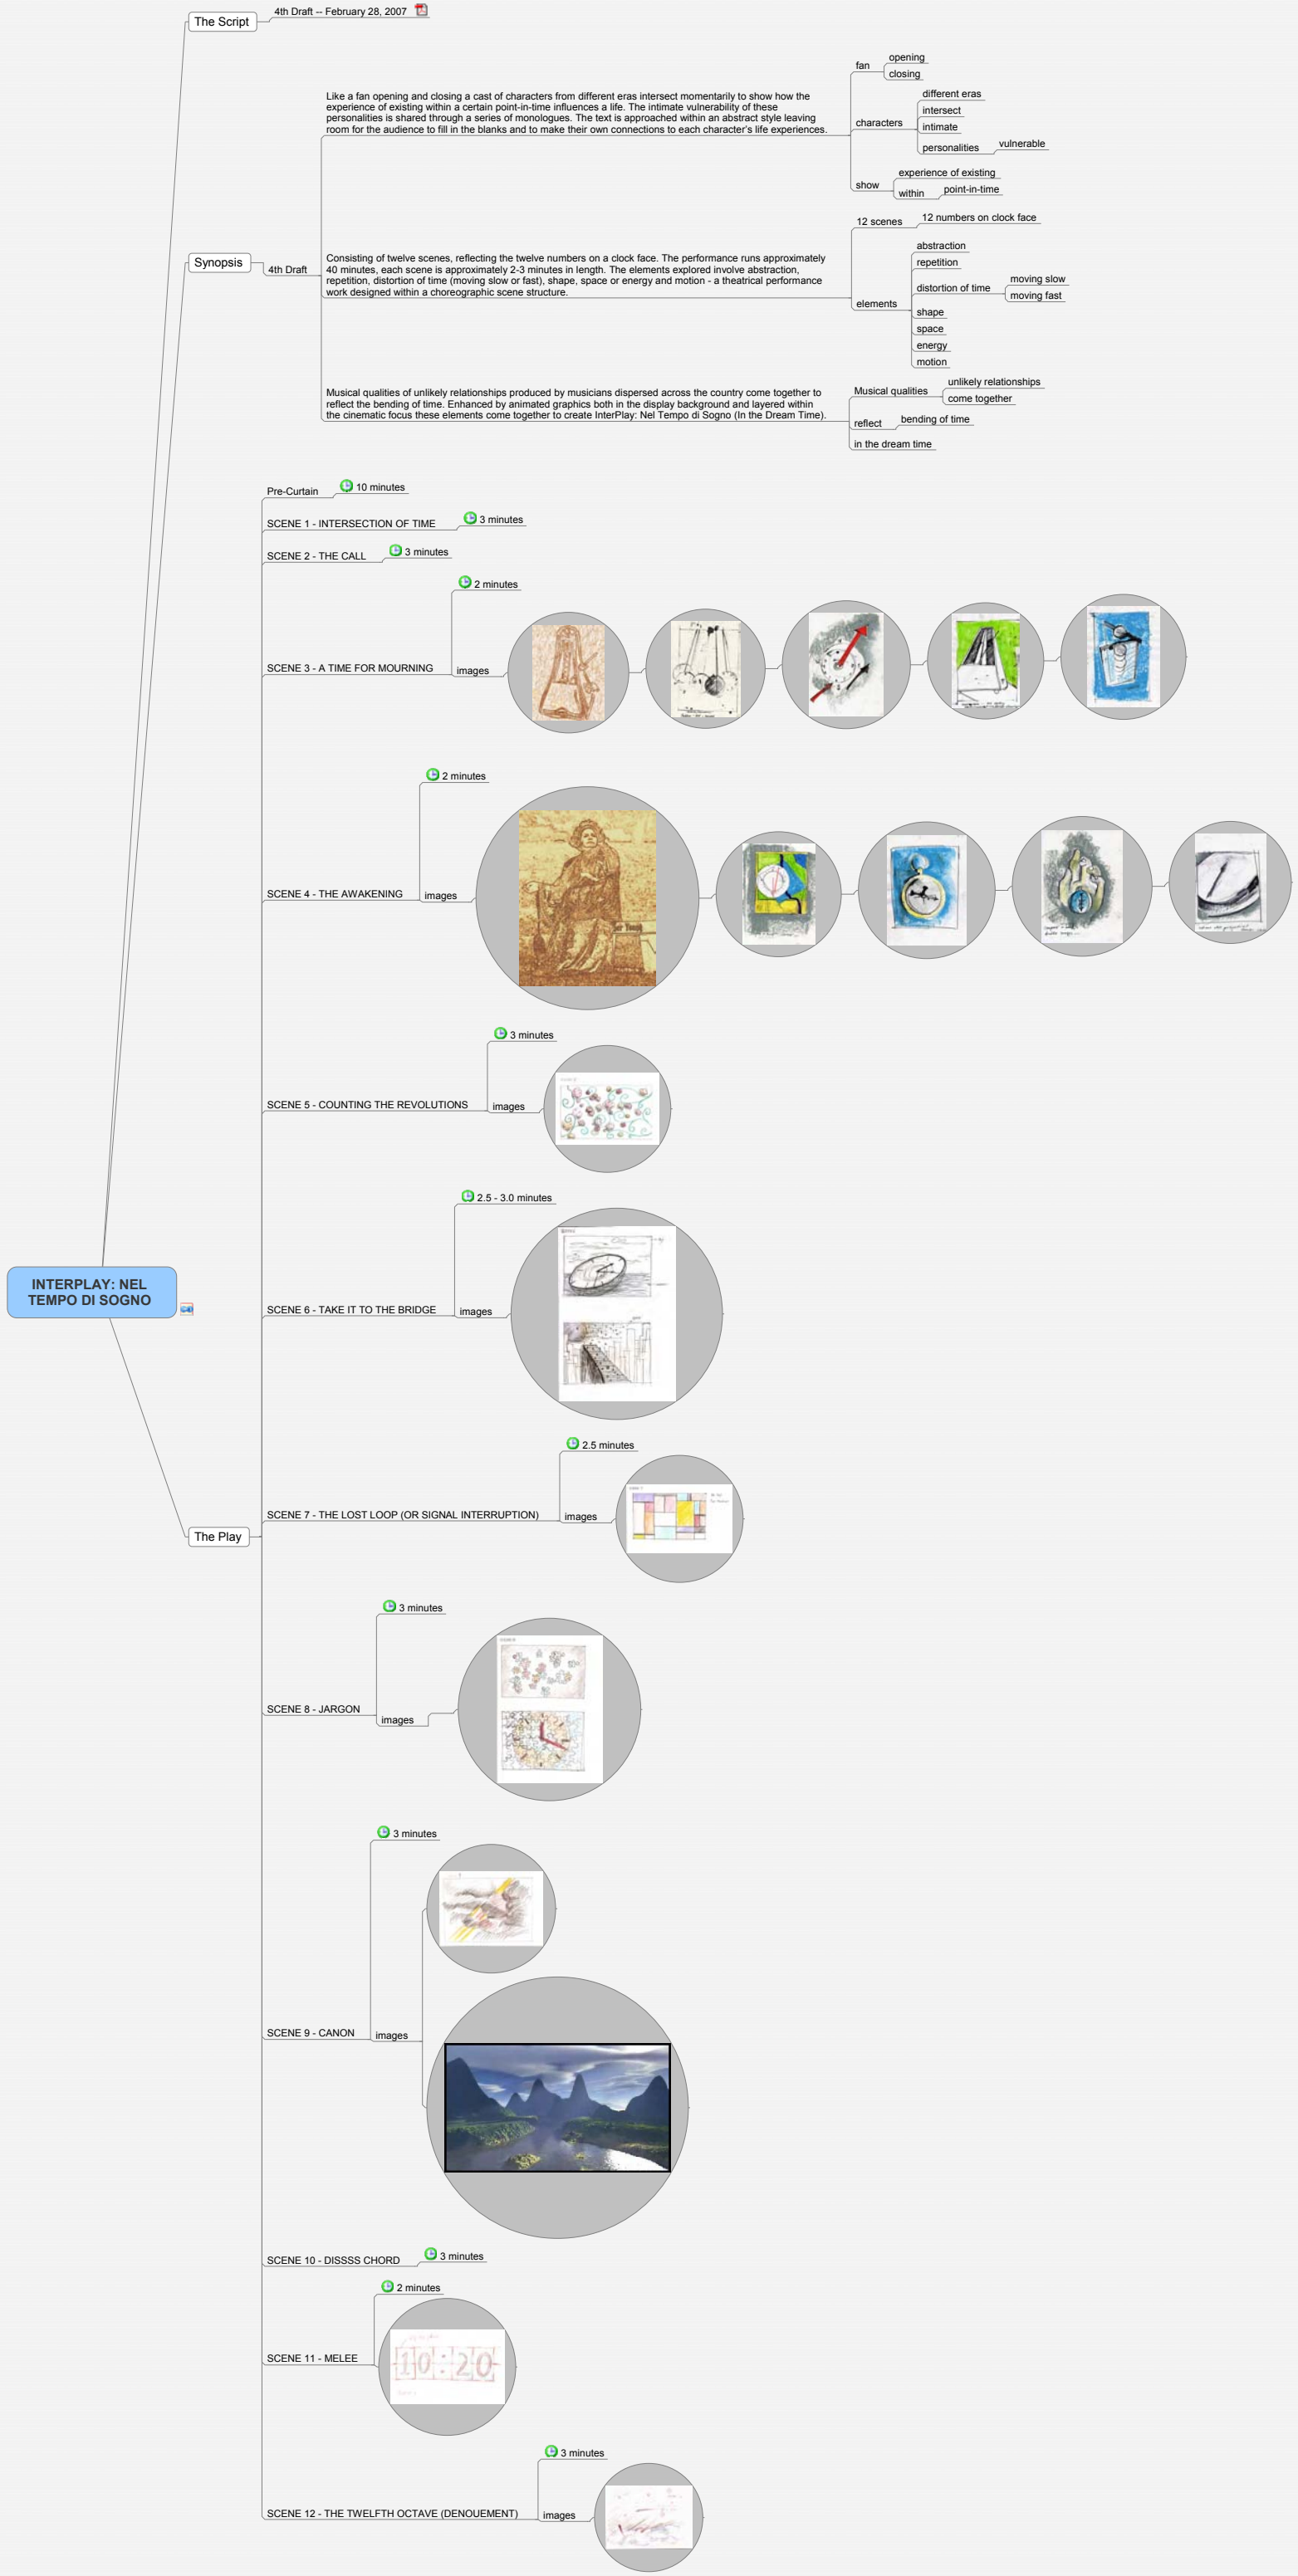 The Script
4th Draft -- February 28, 2007
fan
opening
closing
Like a fan opening and closing a cast of characters from different eras intersect momentarily to show how the
experience of existing within a certain point-in-time influences a life. The intimate vulnerability of these
personalities is shared through a series of monologues. The text is approached within an abstract style leaving
room for the audience to fill in the blanks and to make their own connections to each character's life experiences.
characters
different eras
intersect
intimate
personalities
vulnerable
show
experience of existing
within
point-in-time
Synopsis
4th Draft
Consisting of twelve scenes, reflecting the twelve numbers on a clock face. The performance runs approximately
40 minutes, each scene is approximately 2-3 minutes in length. The elements explored involve abstraction,
repetition, distortion of time (moving slow or fast), shape, space or energy and motion - a theatrical performance
work designed within a choreographic scene structure.
12 scenes
12 numbers on clock face
elements
abstraction
repetition
distortion of time
moving slow
moving fast
shape
space
energy
motion
Musical qualities of unlikely relationships produced by musicians dispersed across the country come together to
reflect the bending of time. Enhanced by animated graphics both in the display background and layered within
the cinematic focus these elements come together to create InterPlay: Nel Tempo di Sogno (In the Dream Time).
Musical qualities
unlikely relationships
come together
reflect
bending of time
in the dream time
Pre-Curtain
10 minutes
SCENE 1 - INTERSECTION OF TIME
3 minutes
SCENE 2 - THE CALL
3 minutes
SCENE 3 - A TIME FOR MOURNING
2 minutes
images
SCENE 4 - THE AWAKENING
2 minutes
images
SCENE 5 - COUNTING THE REVOLUTIONS
3 minutes
images
INTERPLAY: NEL
TEMPO DI SOGNO
SCENE 6 - TAKE IT TO THE BRIDGE
2.5 - 3.0 minutes
images
The Play
SCENE 7 - THE LOST LOOP (OR SIGNAL INTERRUPTION)
2.5 minutes
images
SCENE 8 - JARGON
3 minutes
images
SCENE 9 - CANON
3 minutes
images
SCENE 10 - DISSSS CHORD
3 minutes
SCENE 11 - MELEE
2 minutes
10:20
SCENE 12 - THE TWELFTH OCTAVE (DENOUEMENT)
3 minutes
images